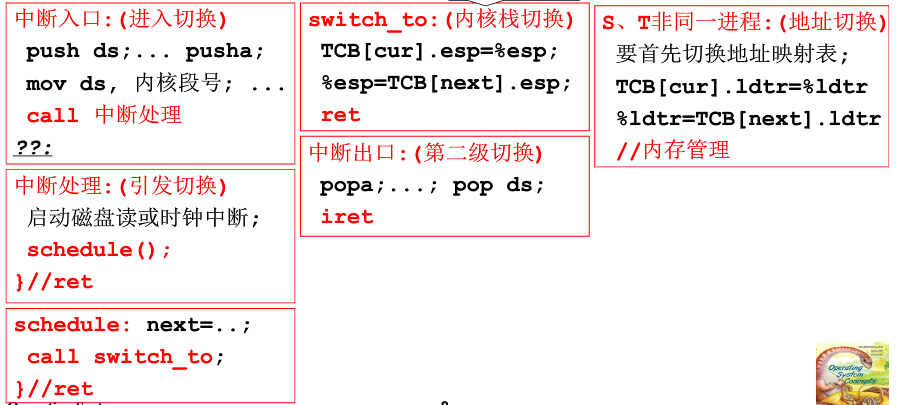 中断入口:(进入切换)
push ds;... pusha;
mov ds, 内核段号; ...
call 中断处理
??:
中断处理:(引发切换)
启动磁盘读或时钟中断;
schedule();
}//ret
schedule: next=..;
call switch_to;
}//ret
switch_to:(内核栈切换)
TCB[cur].esp=%esp;
%esp=TCB[next].esp;
ret
中断出口:(第二级切换)
popa;...; pop ds;
iret
S、T非同一进程:(地址切换)
要首先切换地址映射表;
TCB[cur].ldtr=%ldtr
%ldtr=TCB[next].ldtr
//内存管理
Operating
System
Concepts